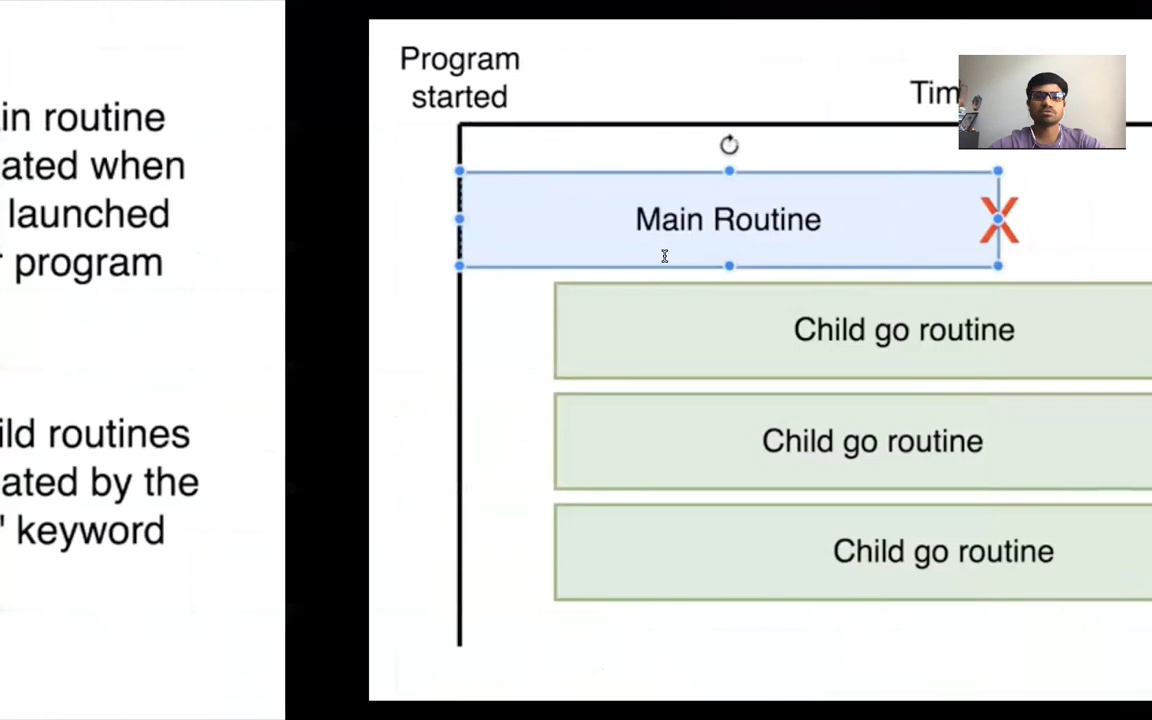 in routine
ated when
launched
program
ild routines
ated by the
" keyword
Program
started
Tim
Main Routine
X
Child go routine
Child go routine
Child go routine